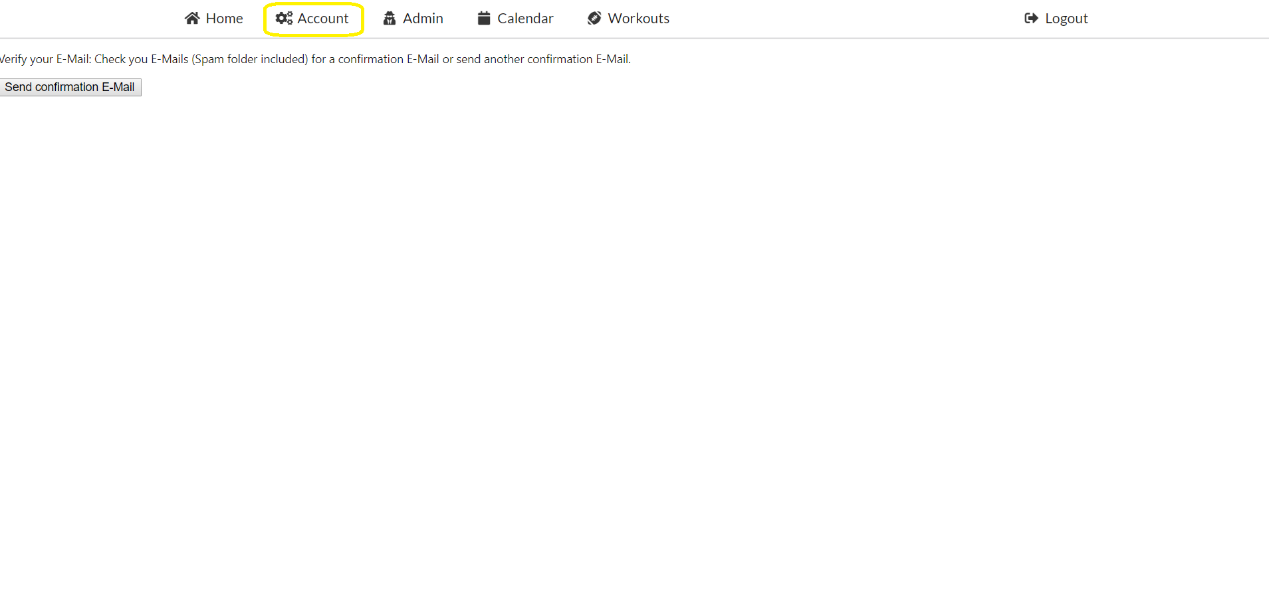 Home Account Admin Calendar Workouts Logout
Verify your E-Mail: Check you E-Mails (Spam folder included) for a confirmation E-Mail or send another confirmation E-Mail.
Send confirmation E-Mail